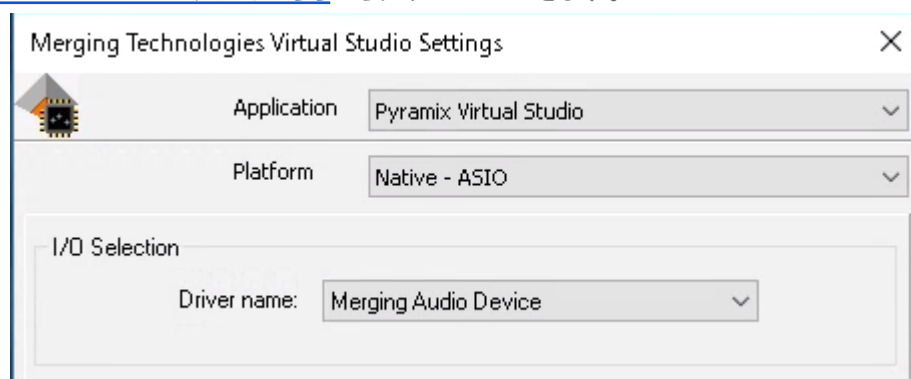 Merging Technologies Virtual Studio Settings
Application Pyramix Virtual Studio
Platform Native - ASIO
I/O Selection
Driver name: Merging Audio Device